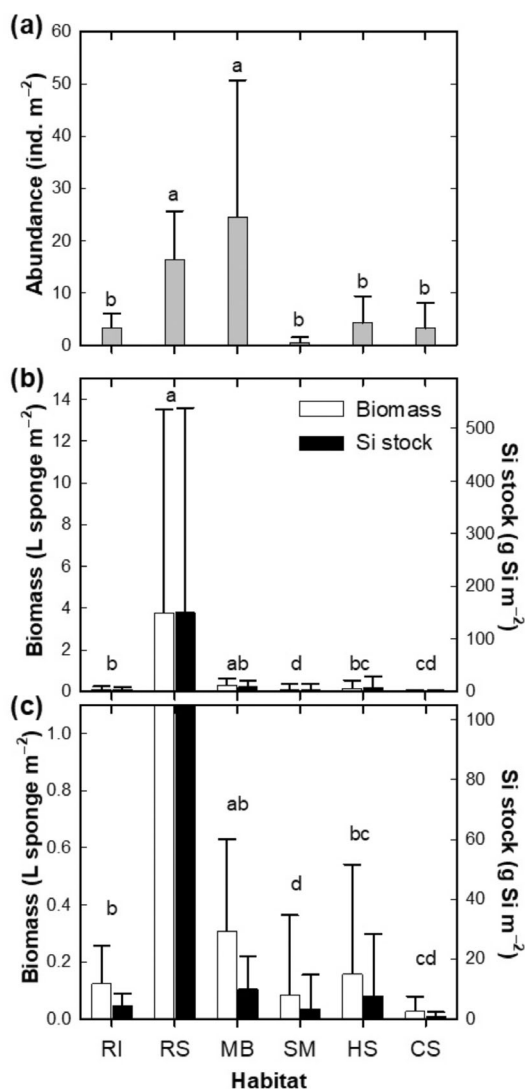 (a)
Abundance (ind. m⁻²)
60
50
40
30
20
10
0
b
a
a
b
b
b
(b)
Biomass (L sponge m⁻²)
14
12
10
8
6
4
2
0
b
a
ab
d
bc
cd
Biomass
Si stock
500
400
300
200
100
0
Si stock (g Si m⁻²)
(c)
Biomass (L sponge m⁻²)
1.0
0.8
0.6
0.4
0.2
0.0
b
ab
d
bc
cd
100
80
60
40
20
0
Si stock (g Si m⁻²)
RI RS MB SM HS CS
Habitat